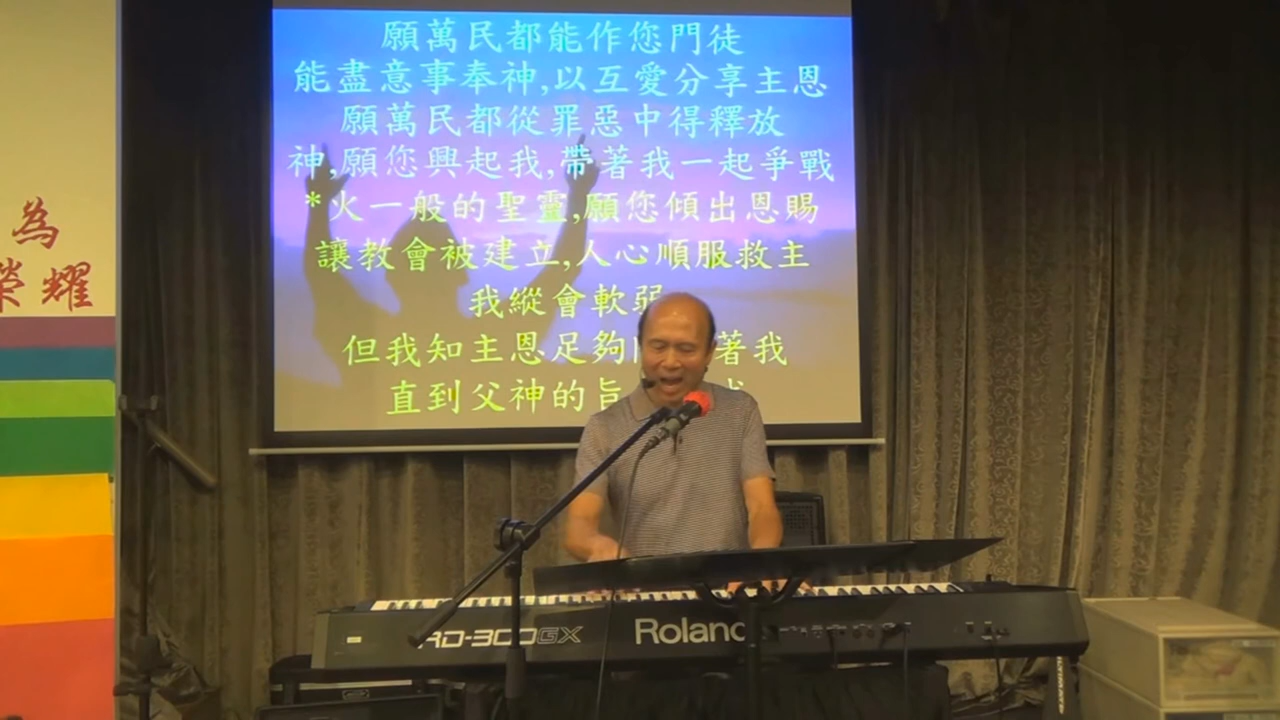 願萬民都能作您門徒
能盡意事奉神,以互愛分享主恩
願萬民都從罪惡中得釋放
神,願您興起我,帶著我一起爭戰
*火一般的聖靈,願您傾出恩賜
讓教會被建立,人心順服救主
我縱會軟弱
但我知主恩足夠 著我
直到父神的旨
為
榮耀
RD-300GX
Roland